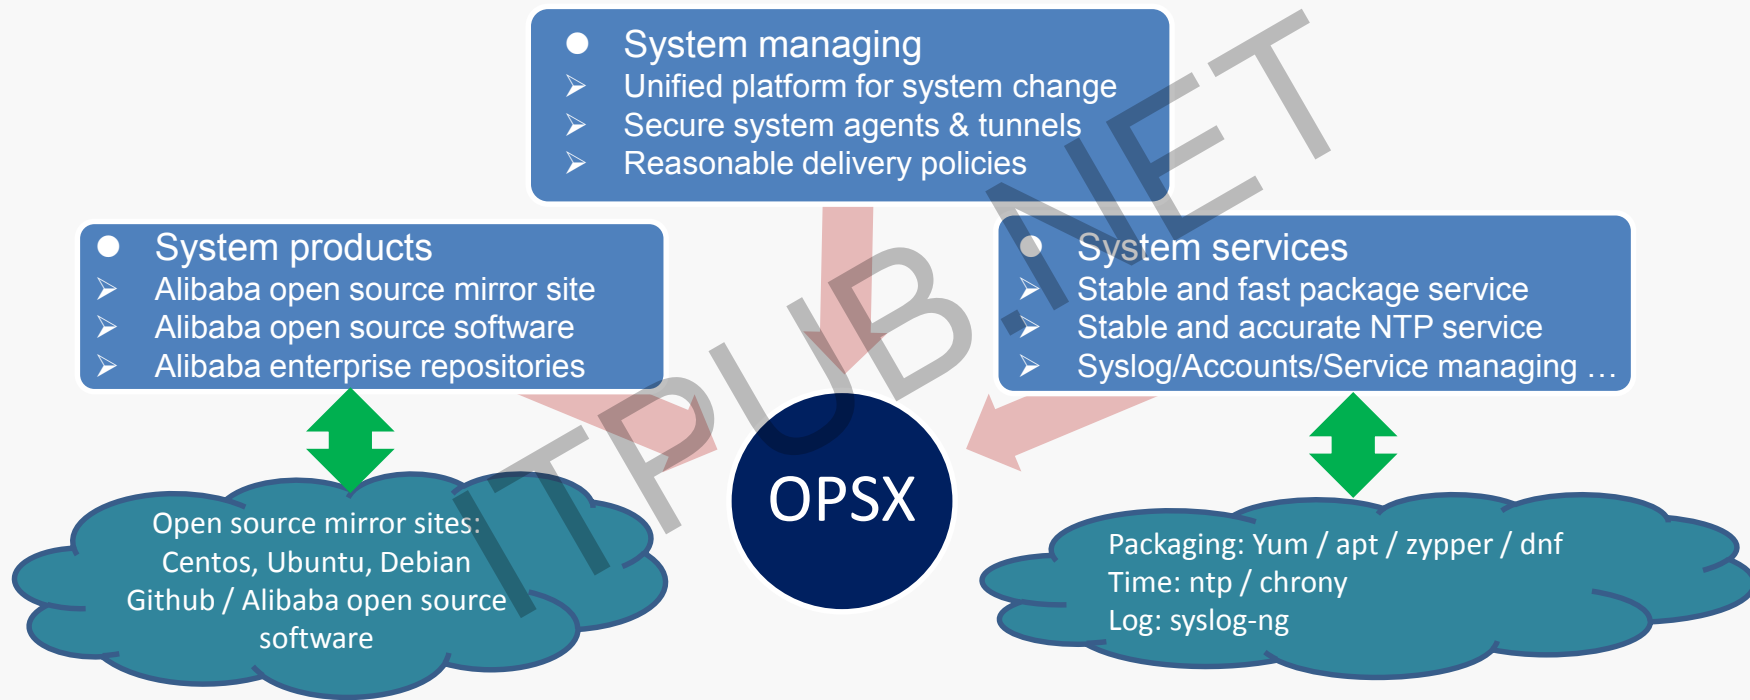 System managing
Unified platform for system change
Secure system agents & tunnels
Reasonable delivery policies
System products
Alibaba open source mirror site
Alibaba open source software
Alibaba enterprise repositories
System services
Stable and fast package service
Stable and accurate NTP service
Syslog/Accounts/Service managing …
OPSX
Open source mirror sites:
Centos, Ubuntu, Debian
Github / Alibaba open source
software
Packaging: Yum / apt / zypper / dnf
Time: ntp / chrony
Log: syslog-ng
ITPUB.NET